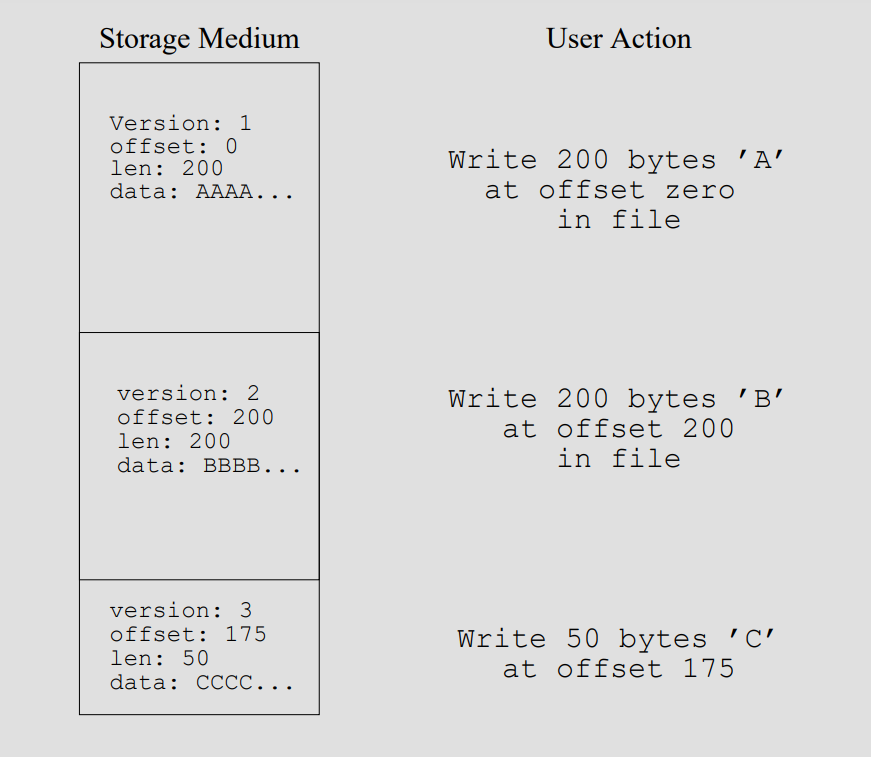 Storage Medium
User Action
Version: 1
offset: 0
len: 200
data: AAAA...
Write 200 bytes ’A’
at offset zero
in file
version: 2
offset: 200
len: 200
data: BBBB...
Write 200 bytes ’B’
at offset 200
in file
version: 3
offset: 175
len: 50
data: CCCC...
Write 50 bytes ’C’
at offset 175